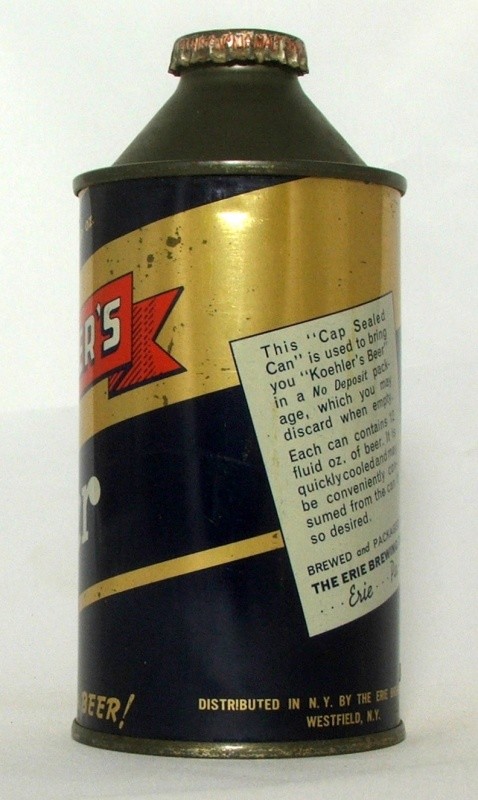 OZ.
ER'S
r
This "Cap Sealed
Can" is used to bring
you "Koehler's Beer"
in a No Deposit pack-
age, which you may
discard when empty.
Each can contains 12
fluid oz. of beer. It is
quickly cooled and may
be conveniently con-
sumed from the can
so desired.
BREWED and PACKAGED
THE ERIE BREWING
...Erie... Pa
BEER!
DISTRIBUTED IN N.Y. BY THE ERIE
WESTFIELD, N.Y.